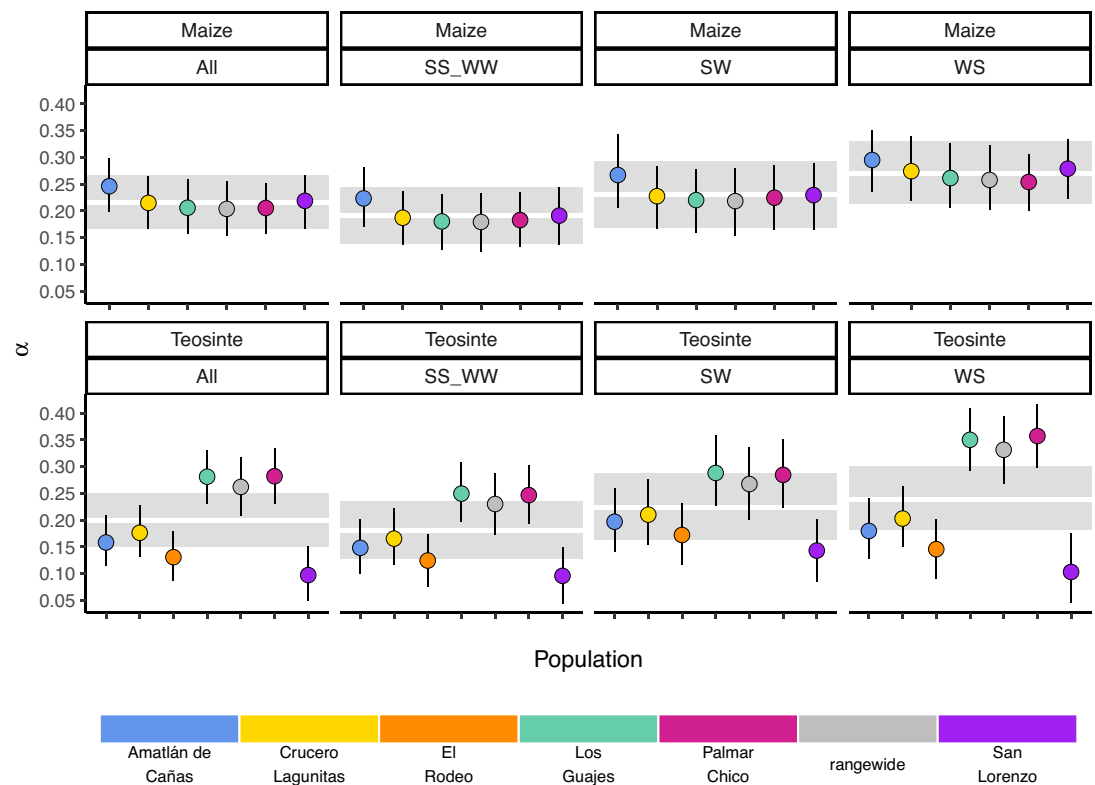 Maize Maize Maize Maize
All SS_WW SW WS
0.40
0.35
0.30
0.25
0.20
0.15
0.10
0.05
Teosinte Teosinte Teosinte Teosinte
All SS_WW SW WS
0.40
0.35
0.30
0.25
0.20
0.15
0.10
0.05
α
Population
Amatlán de Cañas
Crucero Lagunitas
El Rodeo
Los Guajes
Palmar Chico
rangewide
San Lorenzo